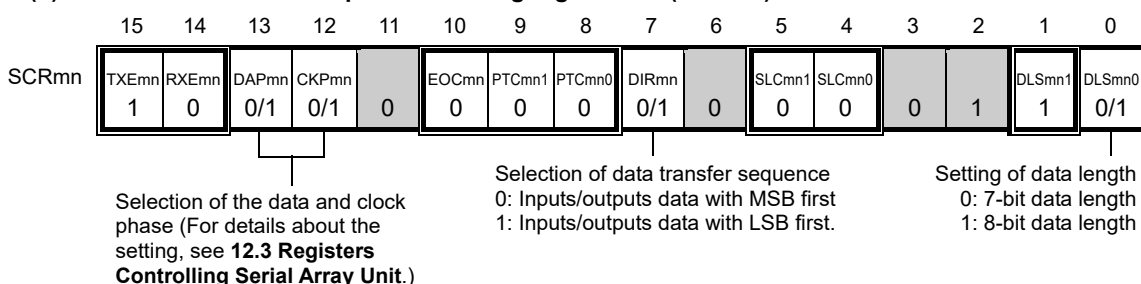 15 14 13 12 11 10 9 8 7 6 5 4 3 2 1 0
SCRmn TXEmn RXEmn DAPmn CKPmn EOCmn PTCmn1 PTCmn0 DIRmn SLCmn1 SLCmn0 DLSmn1 DLSmn0
1 0 0/1 0/1 0 0 0 0 0/1 0 0 0 0 1 1 0/1
Selection of the data and clock
phase (For details about the
setting, see 12.3 Registers
Controlling Serial Array Unit.)
Selection of data transfer sequence
0: Inputs/outputs data with MSB first
1: Inputs/outputs data with LSB first.
Setting of data length
0: 7-bit data length
1: 8-bit data length